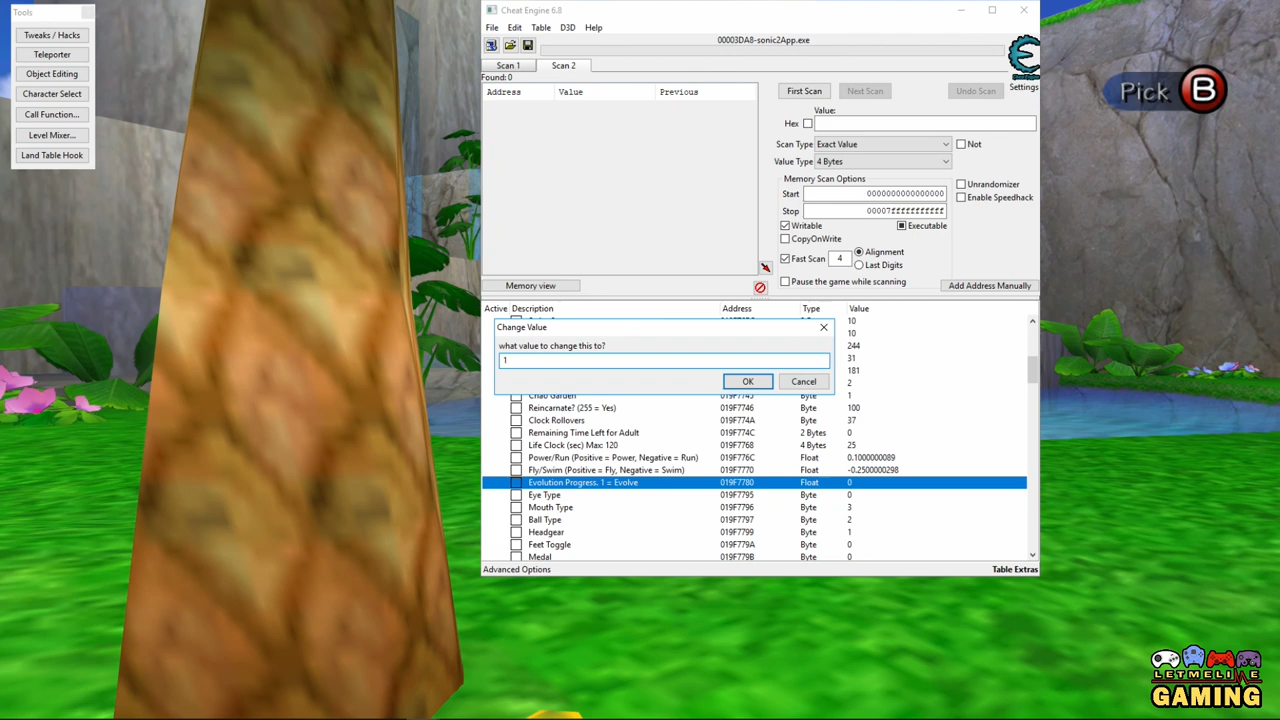 Tools
Tweaks / Hacks
Teleporter
Object Editing
Character Select
Call Function...
Level Mixer...
Land Table Hook
Cheat Engine 6.8
File Edit Table D3D Help
00003DA8-sonic2App.exe
Scan 1 Scan 2
Found: 0
Address Value Previous
First Scan Next Scan Undo Scan
Settings
Value:
Hex
Scan Type Exact Value Not
Value Type 4 Bytes
Memory Scan Options
Start 0000000000000000
Stop 00007fffffffffff
Unrandomizer
Enable Speedhack
Writable Executable
CopyOnWrite
Fast Scan 4 Alignment
Last Digits
Pause the game while scanning
Memory view Add Address Manually
Pick B
Active Description Address Type Value
10
10
244
31
181
2
Change Value
what value to change this to?
1
OK Cancel
Chao Garden 019F7745 Byte 1
Reincarnate? (255 = Yes) 019F7746 Byte 100
Clock Rollovers 019F774A Byte 37
Remaining Time Left for Adult 019F774C 2 Bytes 0
Life Clock (sec) Max: 120 019F7768 4 Bytes 25
Power/Run (Positive = Power, Negative = Run) 019F776C Float 0.1000000089
Fly/Swim (Positive = Fly, Negative = Swim) 019F7770 Float -0.2500000298
Evolution Progress. 1 = Evolve 019F7780 Float 0
Eye Type 019F7795 Byte 0
Mouth Type 019F7796 Byte 3
Ball Type 019F7797 Byte 2
Headgear 019F7799 Byte 1
Feet Toggle 019F779A Byte 0
Medal 019F779B Byte 0
Advanced Options Table Extras
LETMELIVE
GAMING